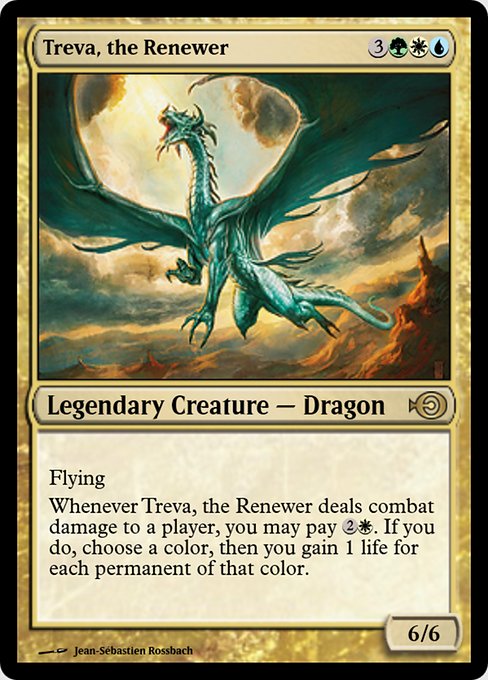 Treva, the Renewer 3
Legendary Creature — Dragon
Flying
Whenever Treva, the Renewer deals combat
damage to a player, you may pay 2. If you
do, choose a color, then you gain 1 life for
each permanent of that color.
6/6
Jean-Sébastien Rossbach